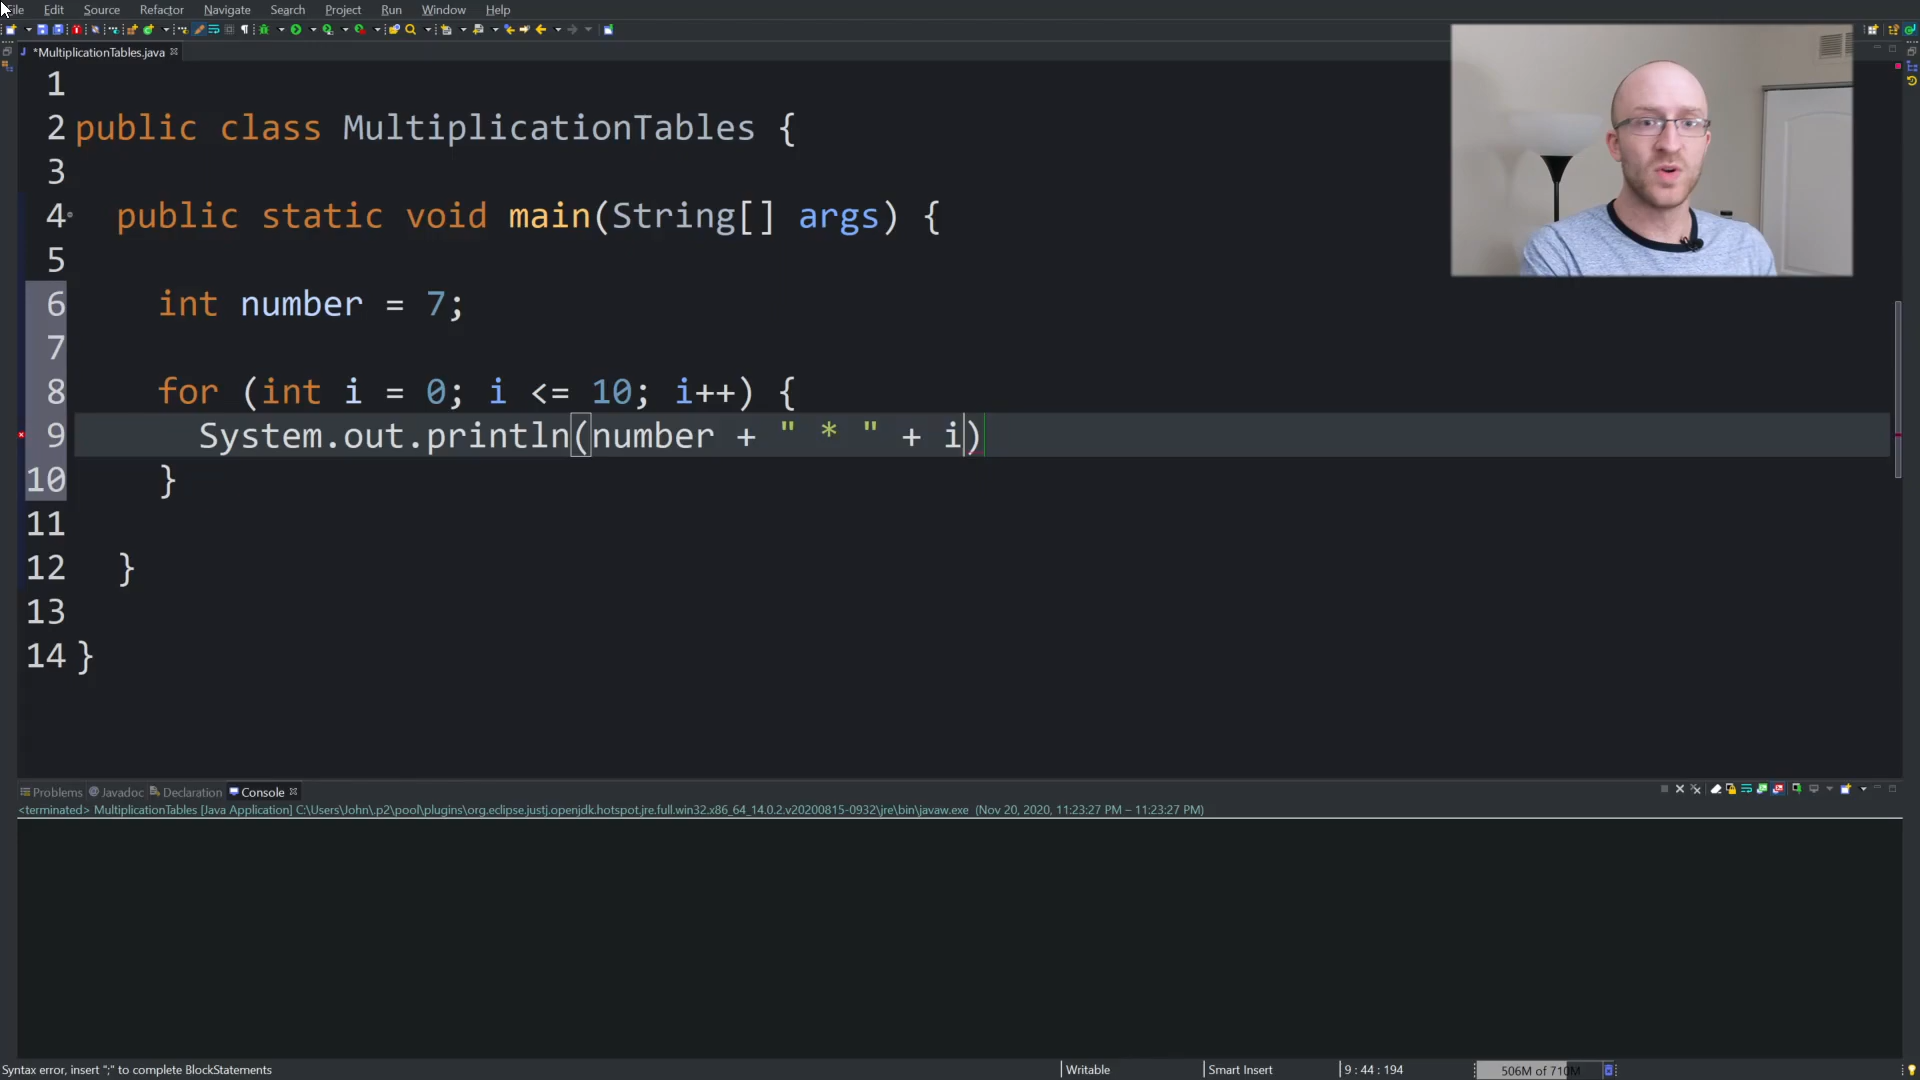 File Edit Source Refactor Navigate Search Project Run Window Help
*MultiplicationTables.java
1
2 public class MultiplicationTables {
3
4 public static void main(String[] args) {
5
6 int number = 7;
7
8 for (int i = 0; i <= 10; i++) {
9 System.out.println(number + " * " + i)
10 }
11
12 }
13
14 }
Problems @ Javadoc Declaration Console
<terminated> MultiplicationTables [Java Application] C:\Users\John\.p2\pool\plugins\org.eclipse.justj.openjdk.hotspot.jre.full.win32.x86_64_14.0.2.v20200815-0932\jre\bin\javaw.exe (Nov 20, 2020, 11:23:27 PM – 11:23:27 PM)
Syntax error, insert ";" to complete BlockStatements Writable Smart Insert 9 : 44 : 194 506M of 710M